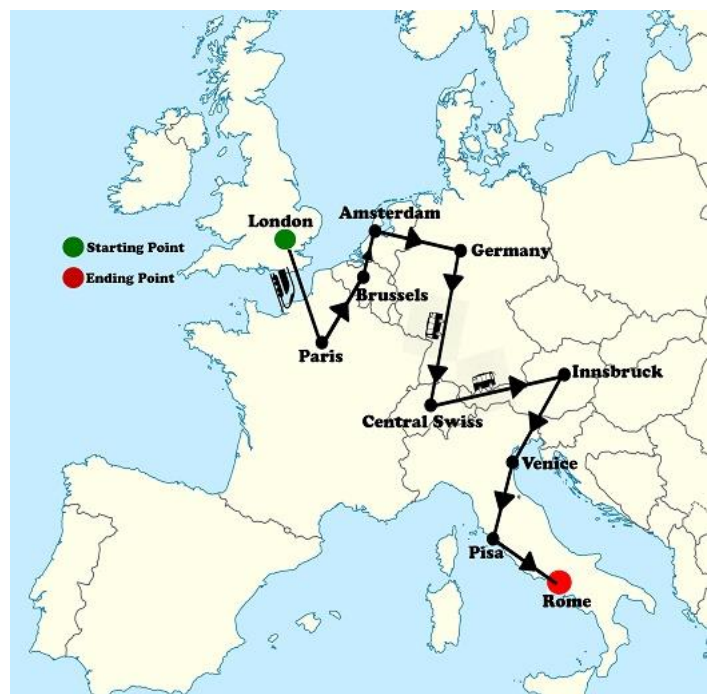 Amsterdam
London
Starting Point
Germany
Ending Point
Brussels
Paris
Innsbruck
Central Swiss
Venice
Pisa
Rome